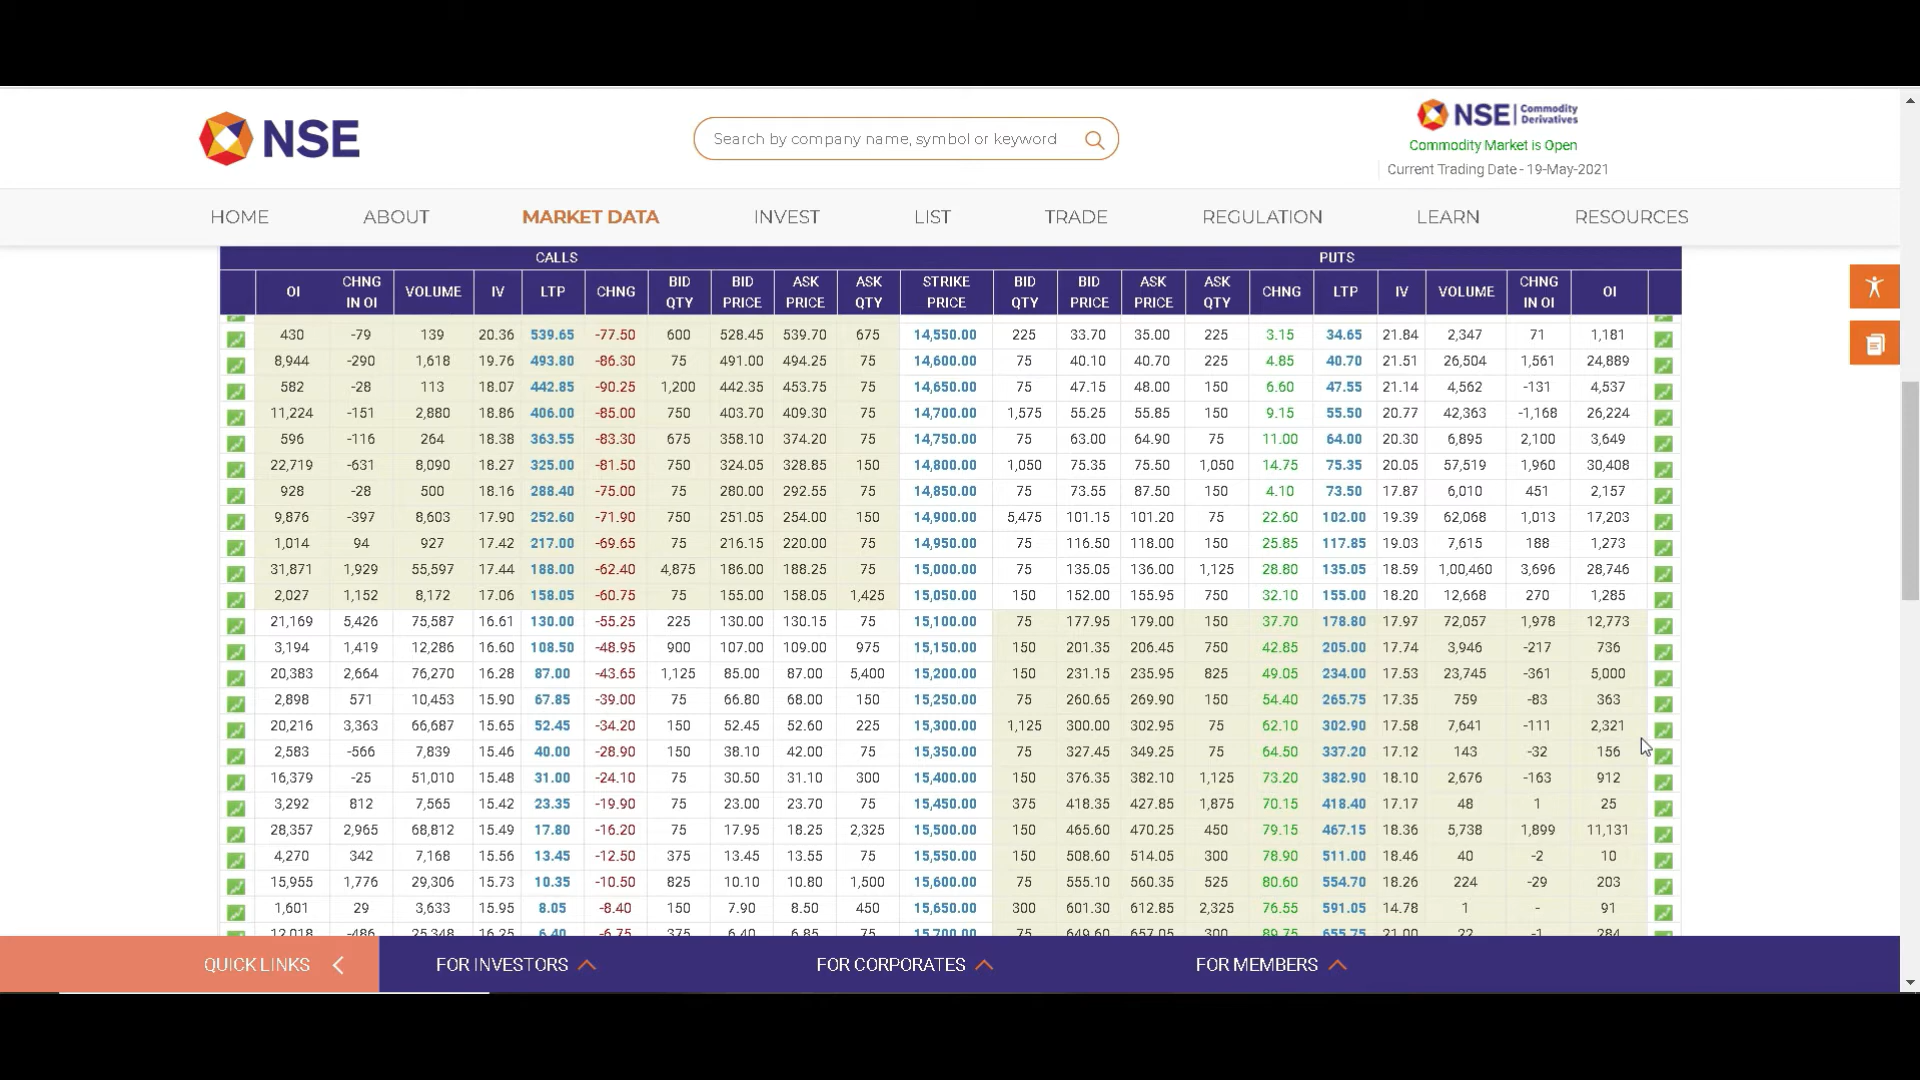 NSE
Search by company name, symbol or keyword
NSE Commodity Derivatives
Commodity Market is Open
Current Trading Date - 19-May-2021
HOME ABOUT MARKET DATA INVEST LIST TRADE REGULATION LEARN RESOURCES
CALLS PUTS
OI CHNG IN OI VOLUME IV LTP CHNG BID QTY BID PRICE ASK PRICE ASK QTY STRIKE PRICE BID QTY BID PRICE ASK PRICE ASK QTY CHNG LTP IV VOLUME CHNG IN OI OI
430 -79 139 20.36 539.65 -77.50 600 528.45 539.70 675 14,550.00 225 33.70 35.00 225 3.15 34.65 21.84 2,347 71 1,181
8,944 -290 1,618 19.76 493.80 -86.30 75 491.00 494.25 75 14,600.00 75 40.10 40.70 225 4.85 40.70 21.51 26,504 1,561 24,889
582 -28 113 18.07 442.85 -90.25 1,200 442.35 453.75 75 14,650.00 75 47.15 48.00 150 6.60 47.55 21.14 4,562 -131 4,537
11,224 -151 2,880 18.86 406.00 -85.00 750 403.70 409.30 75 14,700.00 1,575 55.25 55.85 150 9.15 55.50 20.77 42,363 -1,168 26,224
596 -116 264 18.38 363.55 -83.30 675 358.10 374.20 75 14,750.00 75 63.00 64.90 75 11.00 64.00 20.30 6,895 2,100 3,649
22,719 -631 8,090 18.27 325.00 -81.50 750 324.05 328.85 150 14,800.00 1,050 75.35 75.50 1,050 14.75 75.35 20.05 57,519 1,960 30,408
928 -28 500 18.16 288.40 -75.00 75 280.00 292.55 75 14,850.00 75 73.55 87.50 150 4.10 73.50 17.87 6,010 451 2,157
9,876 -397 8,603 17.90 252.60 -71.90 750 251.05 254.00 150 14,900.00 5,475 101.15 101.20 75 22.60 102.00 19.39 62,068 1,013 17,203
1,014 94 927 17.42 217.00 -69.65 75 216.15 220.00 75 14,950.00 75 116.50 118.00 150 25.85 117.85 19.03 7,615 188 1,273
31,871 1,929 55,597 17.44 188.00 -62.40 4,875 186.00 188.25 75 15,000.00 75 135.05 136.00 1,125 28.80 135.05 18.59 1,00,460 3,696 28,746
2,027 1,152 8,172 17.06 158.05 -60.75 75 155.00 158.05 1,425 15,050.00 150 152.00 155.95 750 32.10 155.00 18.20 12,668 270 1,285
21,169 5,426 75,587 16.61 130.00 -55.25 225 130.00 130.15 75 15,100.00 75 177.95 179.00 150 37.70 178.80 17.97 72,057 1,978 12,773
3,194 1,419 12,286 16.60 108.50 -48.95 900 107.00 109.00 975 15,150.00 150 201.35 206.45 750 42.85 205.00 17.74 3,946 -217 736
20,383 2,664 76,270 16.28 87.00 -43.65 1,125 85.00 87.00 5,400 15,200.00 150 231.15 235.95 825 49.05 234.00 17.53 23,745 -361 5,000
2,898 571 10,453 15.90 67.85 -39.00 75 66.80 68.00 150 15,250.00 75 260.65 269.90 150 54.40 265.75 17.35 759 -83 363
20,216 3,363 66,687 15.65 52.45 -34.20 150 52.45 52.60 225 15,300.00 1,125 300.00 302.95 75 62.10 302.90 17.58 7,641 -111 2,321
2,583 -566 7,839 15.46 40.00 -28.90 150 38.10 42.00 75 15,350.00 75 327.45 349.25 75 64.50 337.20 17.12 143 -32 156
16,379 -25 51,010 15.48 31.00 -24.10 75 30.50 31.10 300 15,400.00 150 376.35 382.10 1,125 73.20 382.90 18.10 2,676 -163 912
3,292 812 7,565 15.42 23.35 -19.90 75 23.00 23.70 75 15,450.00 375 418.35 427.85 1,875 70.15 418.40 17.17 48 1 25
28,357 2,965 68,812 15.49 17.80 -16.20 75 17.95 18.25 2,325 15,500.00 150 465.60 470.25 450 79.15 467.15 18.36 5,738 1,899 11,131
4,270 342 7,168 15.56 13.45 -12.50 375 13.45 13.55 75 15,550.00 150 508.60 514.05 300 78.90 511.00 18.46 40 -2 10
15,955 1,776 29,306 15.73 10.35 -10.50 825 10.10 10.80 1,500 15,600.00 75 555.10 560.35 525 80.60 554.70 18.26 224 -29 203
1,601 29 3,633 15.95 8.05 -8.40 150 7.90 8.50 450 15,650.00 300 601.30 612.85 2,325 76.55 591.05 14.78 1 - 91
12,018 -486 25,348 16.25 6.40 -6.75 375 6.40 6.85 75 15,700.00 75 649.60 657.05 300 89.75 655.75 21.00 22 -1 284
QUICK LINKS FOR INVESTORS FOR CORPORATES FOR MEMBERS